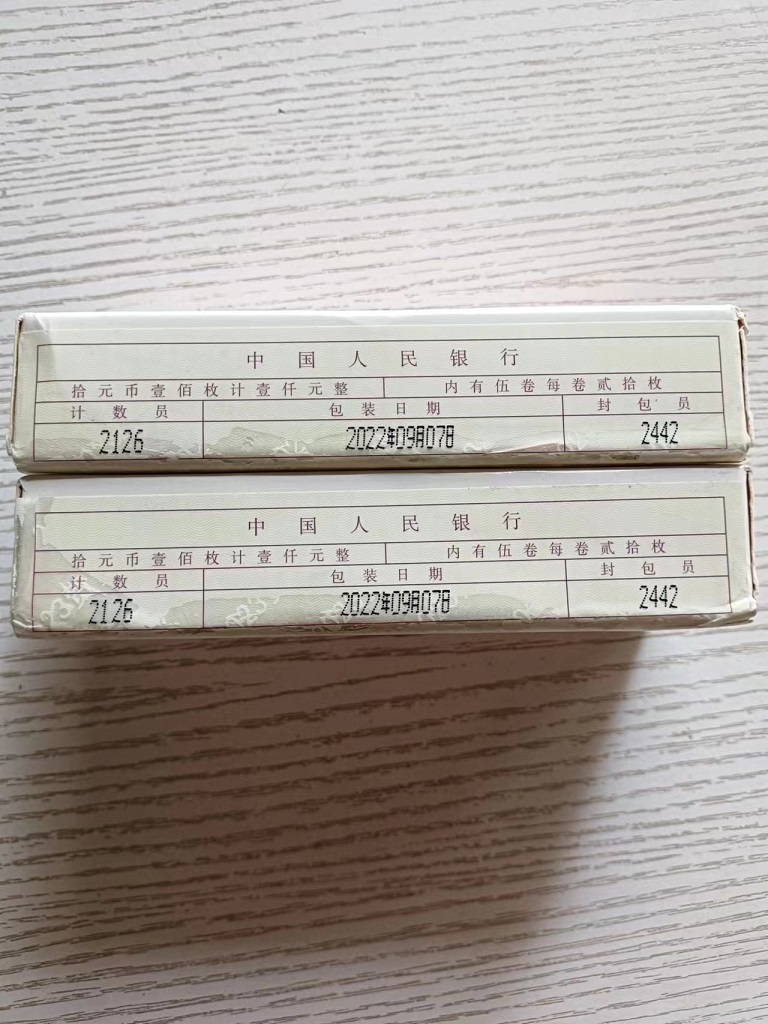 中国人民银行
拾元币壹佰枚计壹仟元整 内有伍卷每卷贰拾枚
计数员 包装日期 封包员
2126 2022年09月07日 2442
中国人民银行
拾元币壹佰枚计壹仟元整 内有伍卷每卷贰拾枚
计数员 包装日期 封包员
2126 2022年09月07日 2442